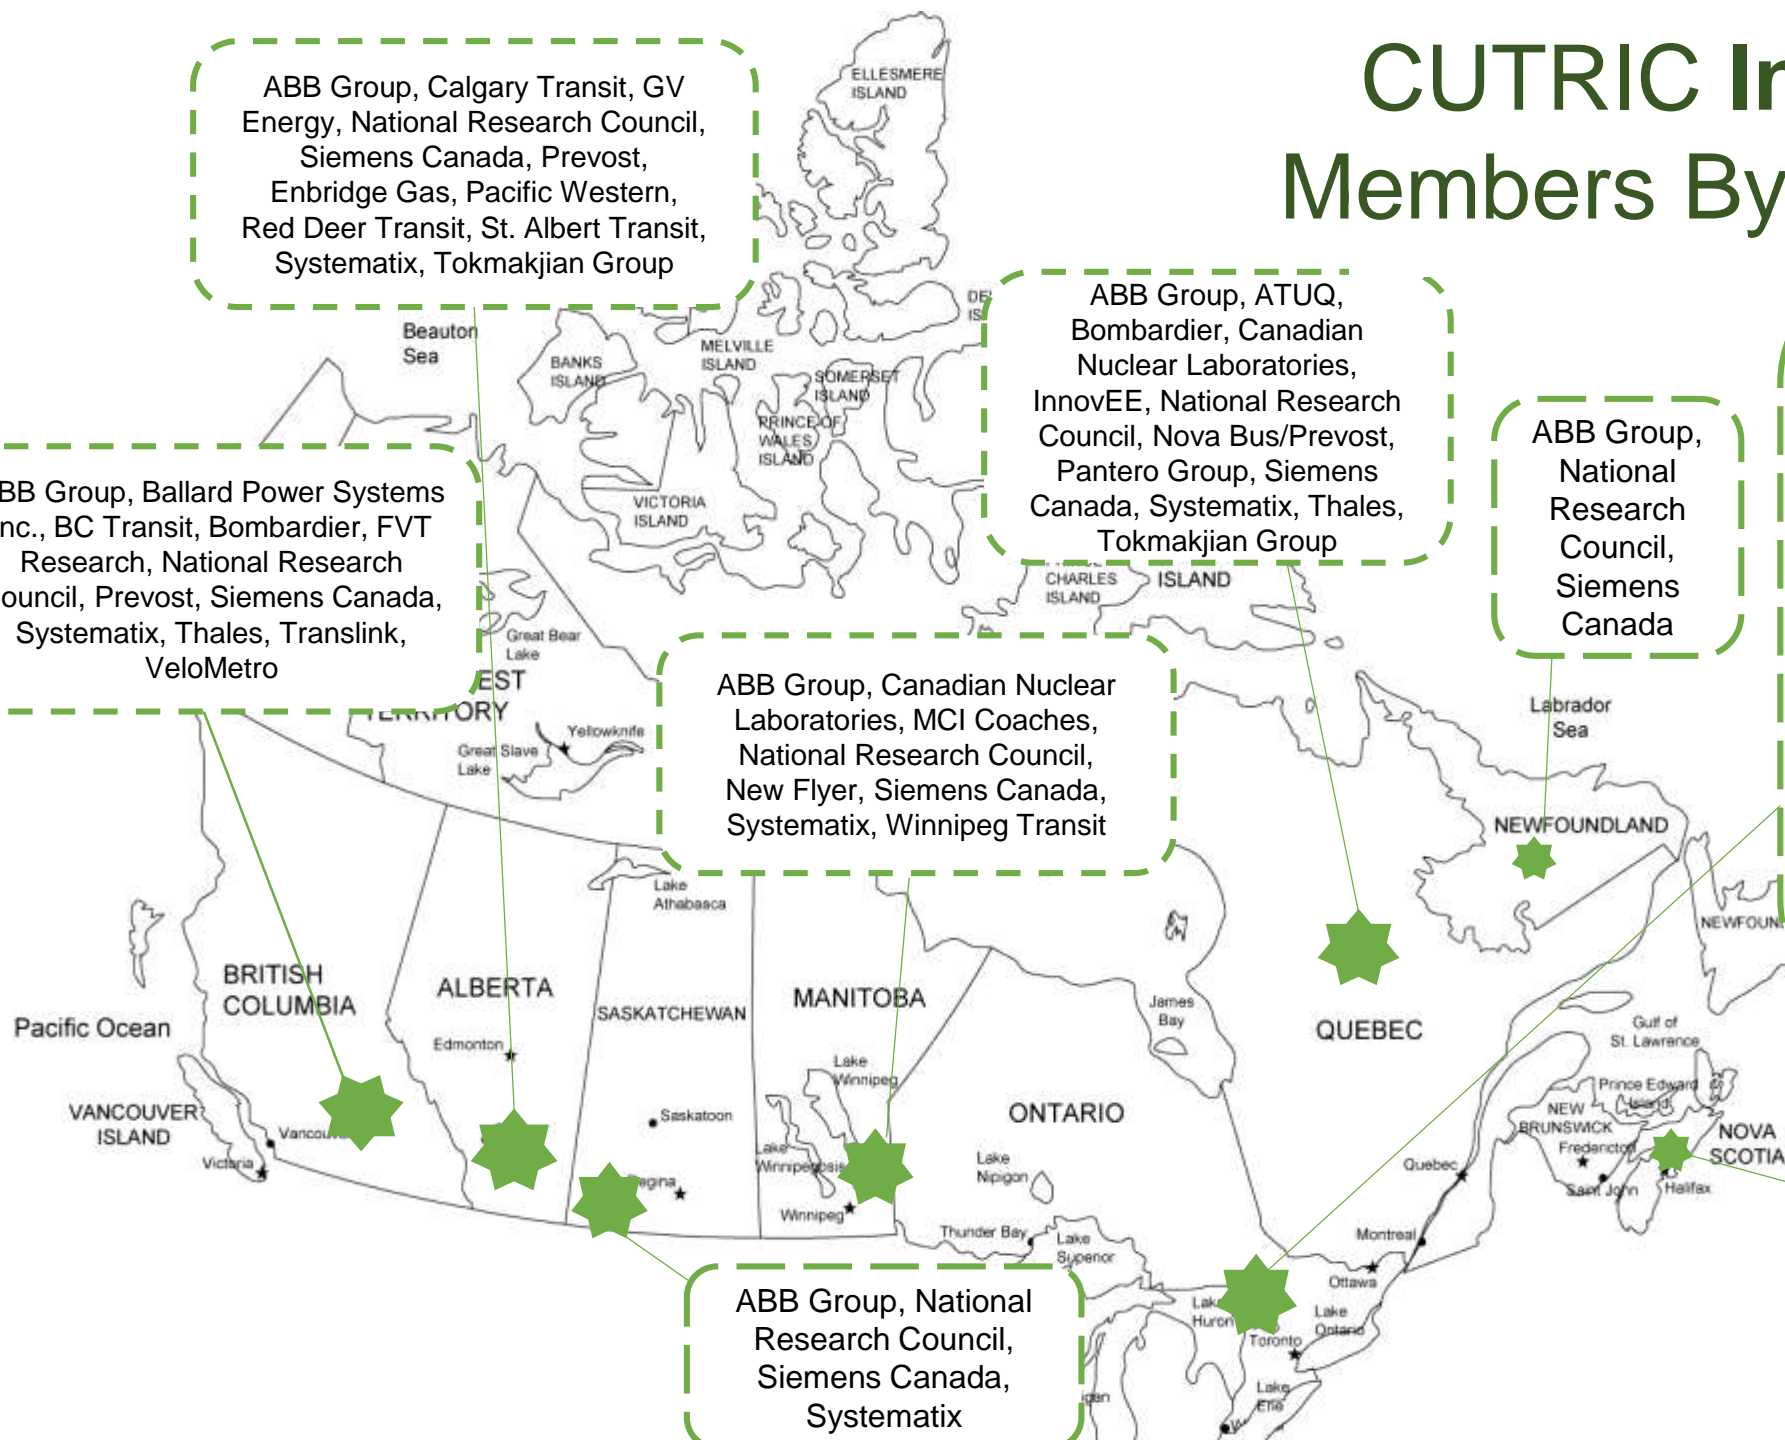 CUTRIC In
Members By
ABB Group, Calgary Transit, GV
Energy, National Research Council,
Siemens Canada, Prevost,
Enbridge Gas, Pacific Western,
Red Deer Transit, St. Albert Transit,
Systematix, Tokmakjian Group
ELLESMERE
ISLAND
ABB Group, ATUQ,
Bombardier, Canadian
Nuclear Laboratories,
InnovEE, National Research
Council, Nova Bus/Prevost,
Pantero Group, Siemens
Canada, Systematix, Thales,
Tokmakjian Group
Beauton
Sea
BANKS
ISLAND
MELVILLE
ISLAND
SOMERSET
ISLAND
PRINCE OF
WALES
ISLAND
VICTORIA
ISLAND
ABB Group,
National
Research
Council,
Siemens
Canada
BB Group, Ballard Power Systems
nc., BC Transit, Bombardier, FVT
Research, National Research
ouncil, Prevost, Siemens Canada,
Systematix, Thales, Translink,
VeloMetro
CHARLES
ISLAND
ISLAND
Great Bear
Lake
EST
TERRITORY
Yellowknife
Great Slave
Lake
ABB Group, Canadian Nuclear
Laboratories, MCI Coaches,
National Research Council,
New Flyer, Siemens Canada,
Systematix, Winnipeg Transit
Labrador
Sea
NEWFOUNDLAND
NEWFOUN
Lake
Athabasca
BRITISH
COLUMBIA
ALBERTA
SASKATCHEWAN
MANITOBA
James
Bay
QUEBEC
Gulf of
St. Lawrence
Pacific Ocean
Edmonton
Lake
Winnipeg
Prince Edward
Island
VANCOUVER
ISLAND
Vancouv
Victoria
Saskatoon
egina
Lake
Winnipegosis
Winnipeg
ONTARIO
Lake
Nipigon
Thunder Bay
Lake
Superior
NEW
BRUNSWICK
Fredericton
NOVA
SCOTIA
Quebec
Saint John
Halifax
Montreal
Ottawa
Lake
Huron
Lake
Ontario
Toronto
Lake
Erie
igan
W
ABB Group, National
Research Council,
Siemens Canada,
Systematix